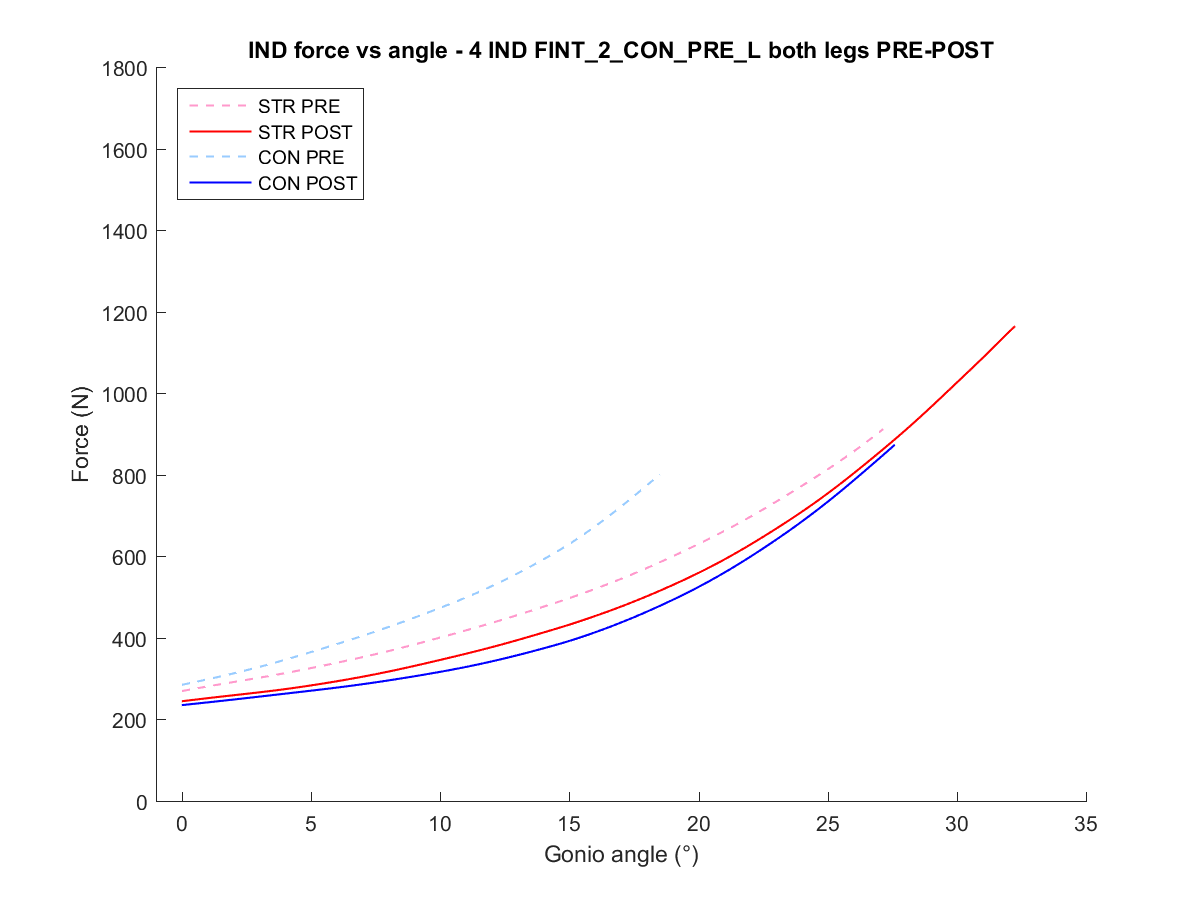 IND force vs angle - 4 IND FINT_2_CON_PRE_L both legs PRE-POST
1800
1600
1400
1200
1000
800
600
400
200
0
Force (N)
STR PRE
STR POST
CON PRE
CON POST
0 5 10 15 20 25 30 35
Gonio angle (°)